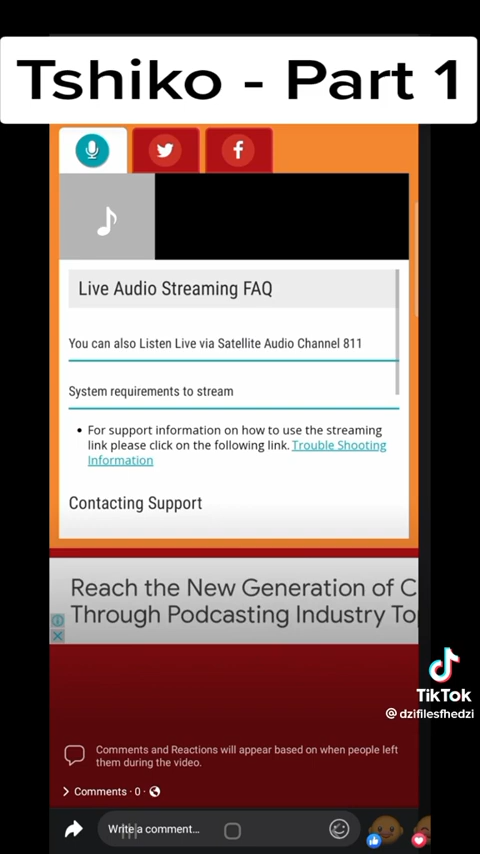 Tshiko - Part 1
Live Audio Streaming FAQ
You can also Listen Live via Satellite Audio Channel 811
System requirements to stream
• For support information on how to use the streaming
link please click on the following link. Trouble Shooting
Information
Contacting Support
Reach the New Generation of C
Through Podcasting Industry To
TikTok
@dzifilesfhedzi
Comments and Reactions will appear based on when people left
them during the video.
Comments · 0 ·
Write a comment...